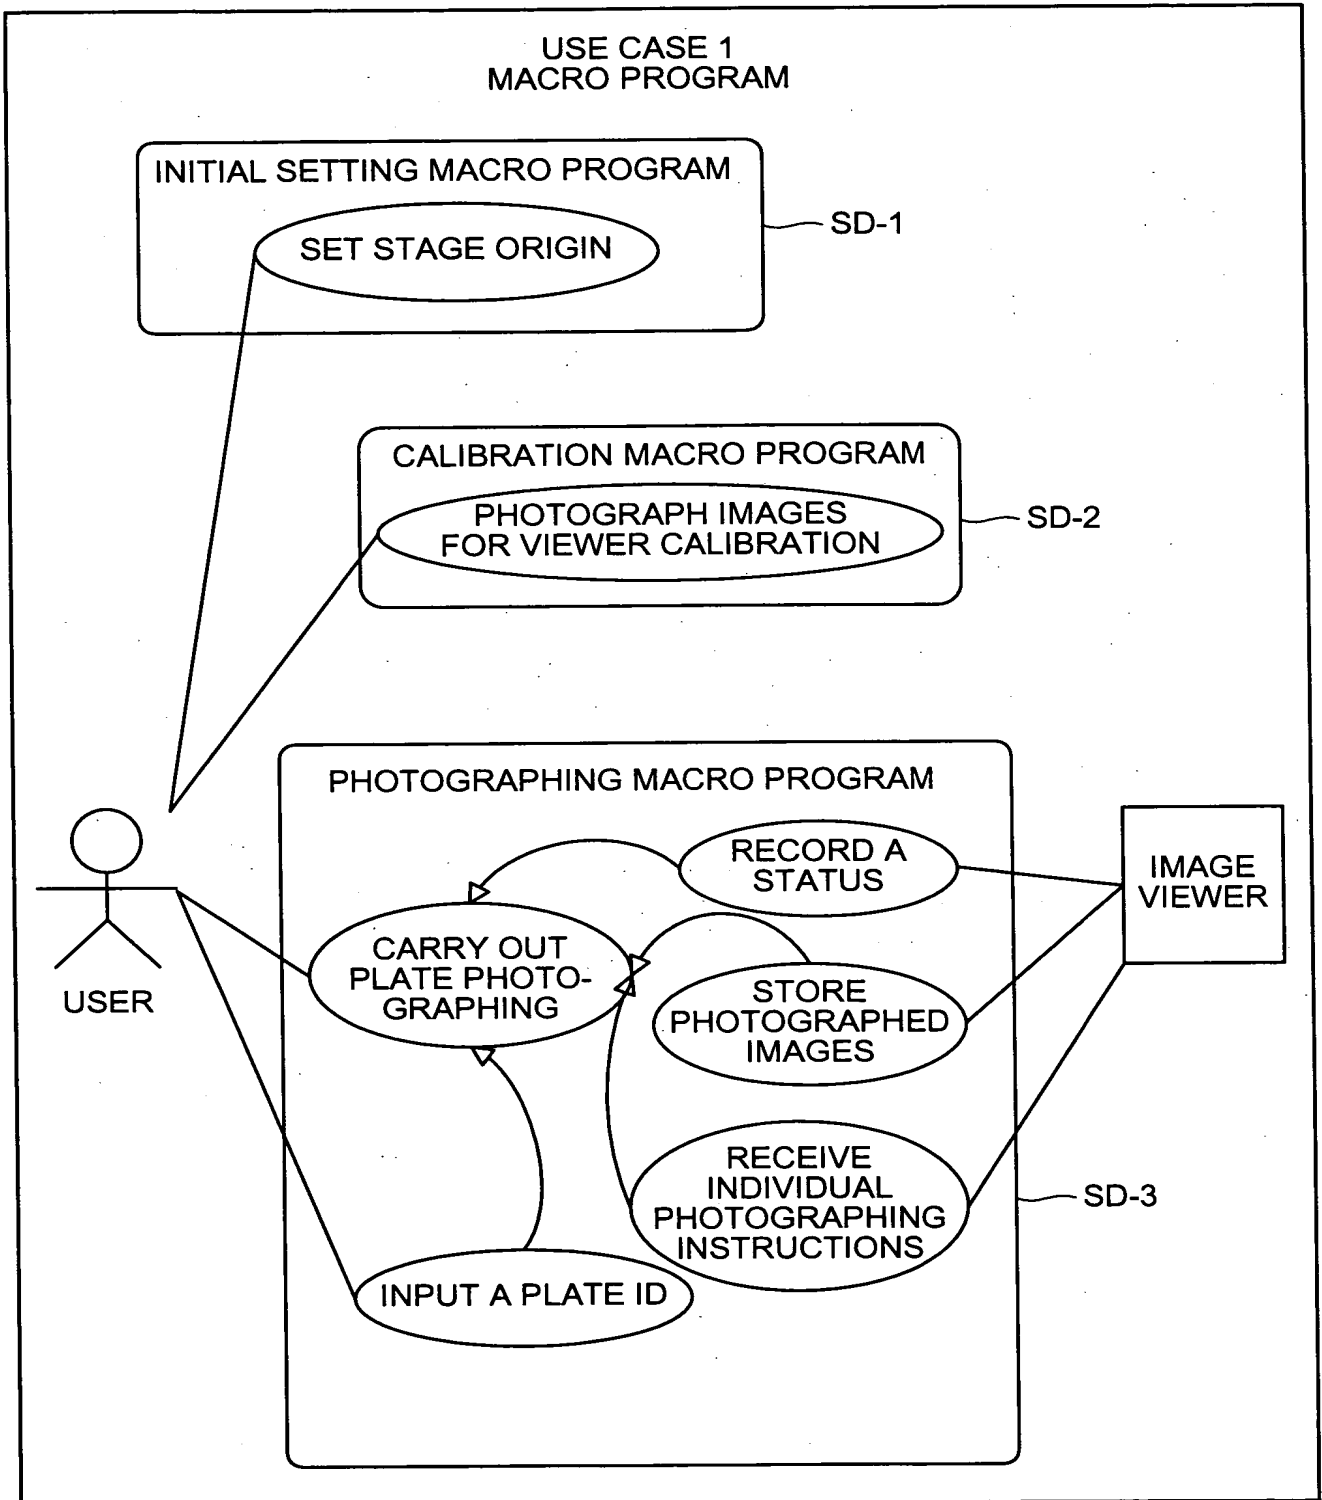 USE CASE 1
MACRO PROGRAM
INITIAL SETTING MACRO PROGRAM
SET STAGE ORIGIN
SD-1
CALIBRATION MACRO PROGRAM
PHOTOGRAPH IMAGES
FOR VIEWER CALIBRATION
SD-2
PHOTOGRAPHING MACRO PROGRAM
RECORD A
STATUS
IMAGE
VIEWER
CARRY OUT
PLATE PHOTO-
GRAPHING
USER
STORE
PHOTOGRAPHED
IMAGES
RECEIVE
INDIVIDUAL
PHOTOGRAPHING
INSTRUCTIONS
SD-3
INPUT A PLATE ID